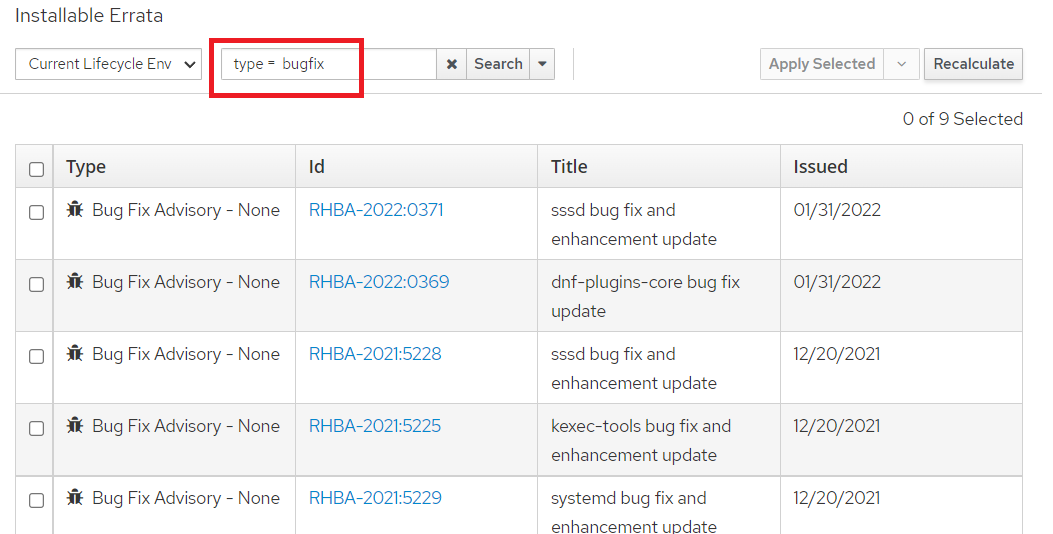 Installable Errata
Current Lifecycle Env type = bugfix Search Apply Selected Recalculate
0 of 9 Selected
Type Id Title Issued
Bug Fix Advisory - None RHBA-2022:0371 sssd bug fix and 01/31/2022
enhancement update
Bug Fix Advisory - None RHBA-2022:0369 dnf-plugins-core bug fix 01/31/2022
update
Bug Fix Advisory - None RHBA-2021:5228 sssd bug fix and 12/20/2021
enhancement update
Bug Fix Advisory - None RHBA-2021:5225 kexec-tools bug fix and 12/20/2021
enhancement update
Bug Fix Advisory - None RHBA-2021:5229 systemd bug fix and 12/20/2021
enhancement update